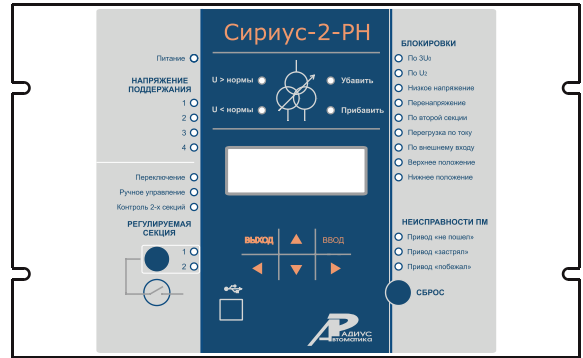 Сириус-2-РН
Питание
НАПРЯЖЕНИЕ
ПОДДЕРЖАНИЯ
1
2
3
4
U > нормы
U < нормы
Убавить
Прибавить
Переключение
Ручное управление
Контроль 2-х секций
РЕГУЛИРУЕМАЯ
СЕКЦИЯ
1
2
ВЫХОД
ВВОД
РАДИУС
Автоматика
БЛОКИРОВКИ
По 3U₀
По U₂
Низкое напряжение
Перенапряжение
По второй секции
Перегрузка по току
По внешнему входу
Верхнее положение
Нижнее положение
НЕИСПРАВНОСТИ ПМ
Привод «не пошел»
Привод «застрял»
Привод «побежал»
СБРОС